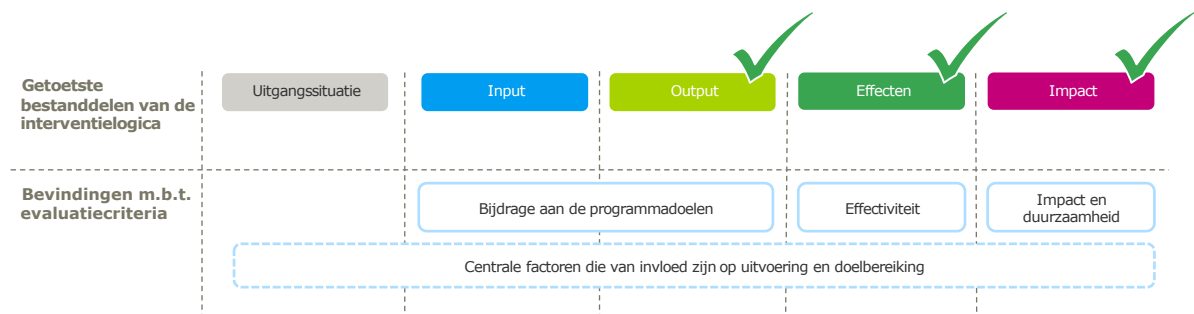 Getoetste
bestanddelen van de
interventielogica
Uitgangssituatie
Input
Output
Effecten
Impact
Bevindingen m.b.t.
evaluatiecriteria
Bijdrage aan de programmadoelen
Effectiviteit
Impact en
duurzaamheid
Centrale factoren die van invloed zijn op uitvoering en doelbereiking